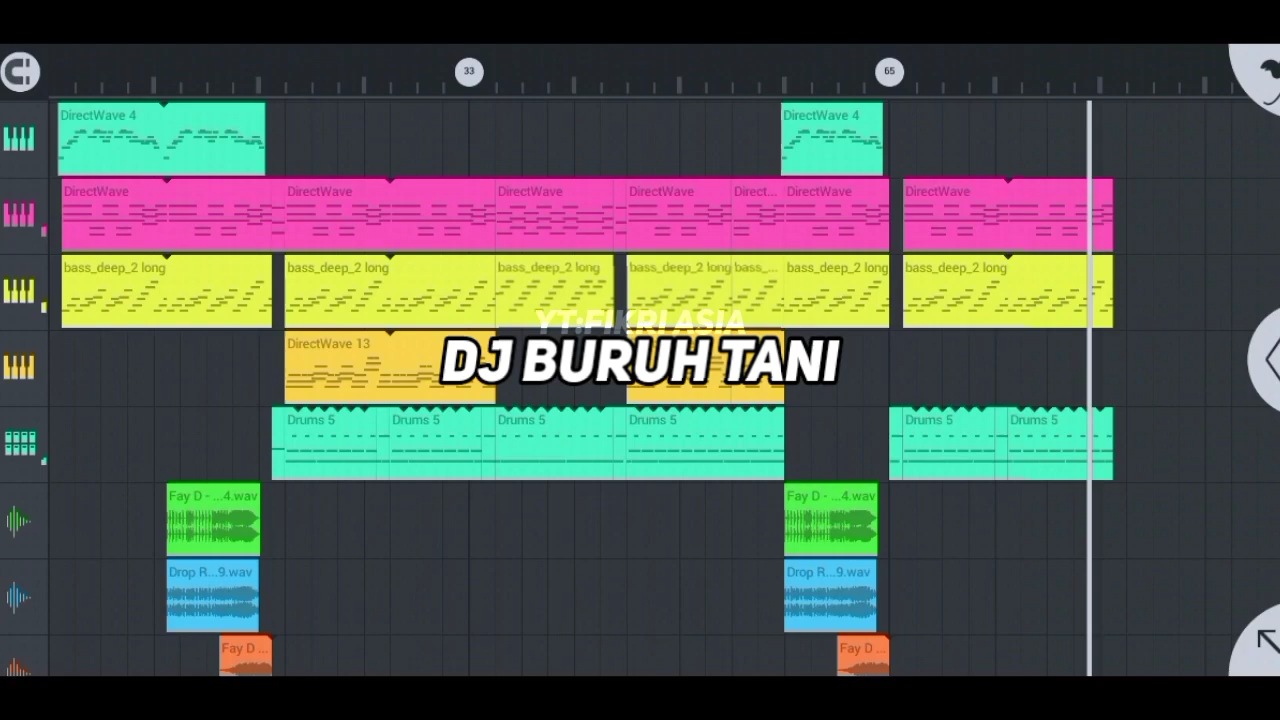 33 65
DirectWave 4 DirectWave 4
DirectWave DirectWave DirectWave DirectWave Direct... DirectWave DirectWave
bass_deep_2 long bass_deep_2 long bass_deep_2 long bass_deep_2 long bass_... bass_deep_2 long bass_deep_2 long
YT:FIKRI ASIA
DirectWave 13
DJ BURUH TANI
Drums 5 Drums 5 Drums 5 Drums 5 Drums 5 Drums 5
Fay D - ...4.wav Fay D - ...4.wav
Drop R...9.wav Drop R...9.wav
Fay D ... Fay D ...